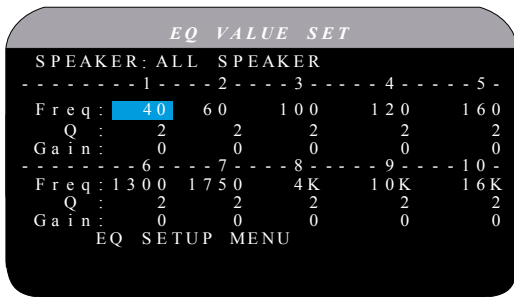 EQ VALUE SET
SPEAKER: ALL SPEAKER
- - - - - - - - 1 - - - - 2 - - - - 3 - - - - - 4 - - - - 5 -
Freq: 40 60 100 120 160
Q : 2 2 2 2 2
Gain: 0 0 0 0 0
- - - - - - - - 6 - - - - 7 - - - - 8 - - - - - 9 - - - - 10 -
Freq: 1300 1750 4K 10K 16K
Q : 2 2 2 2 2
Gain: 0 0 0 0 0
EQ SETUP MENU